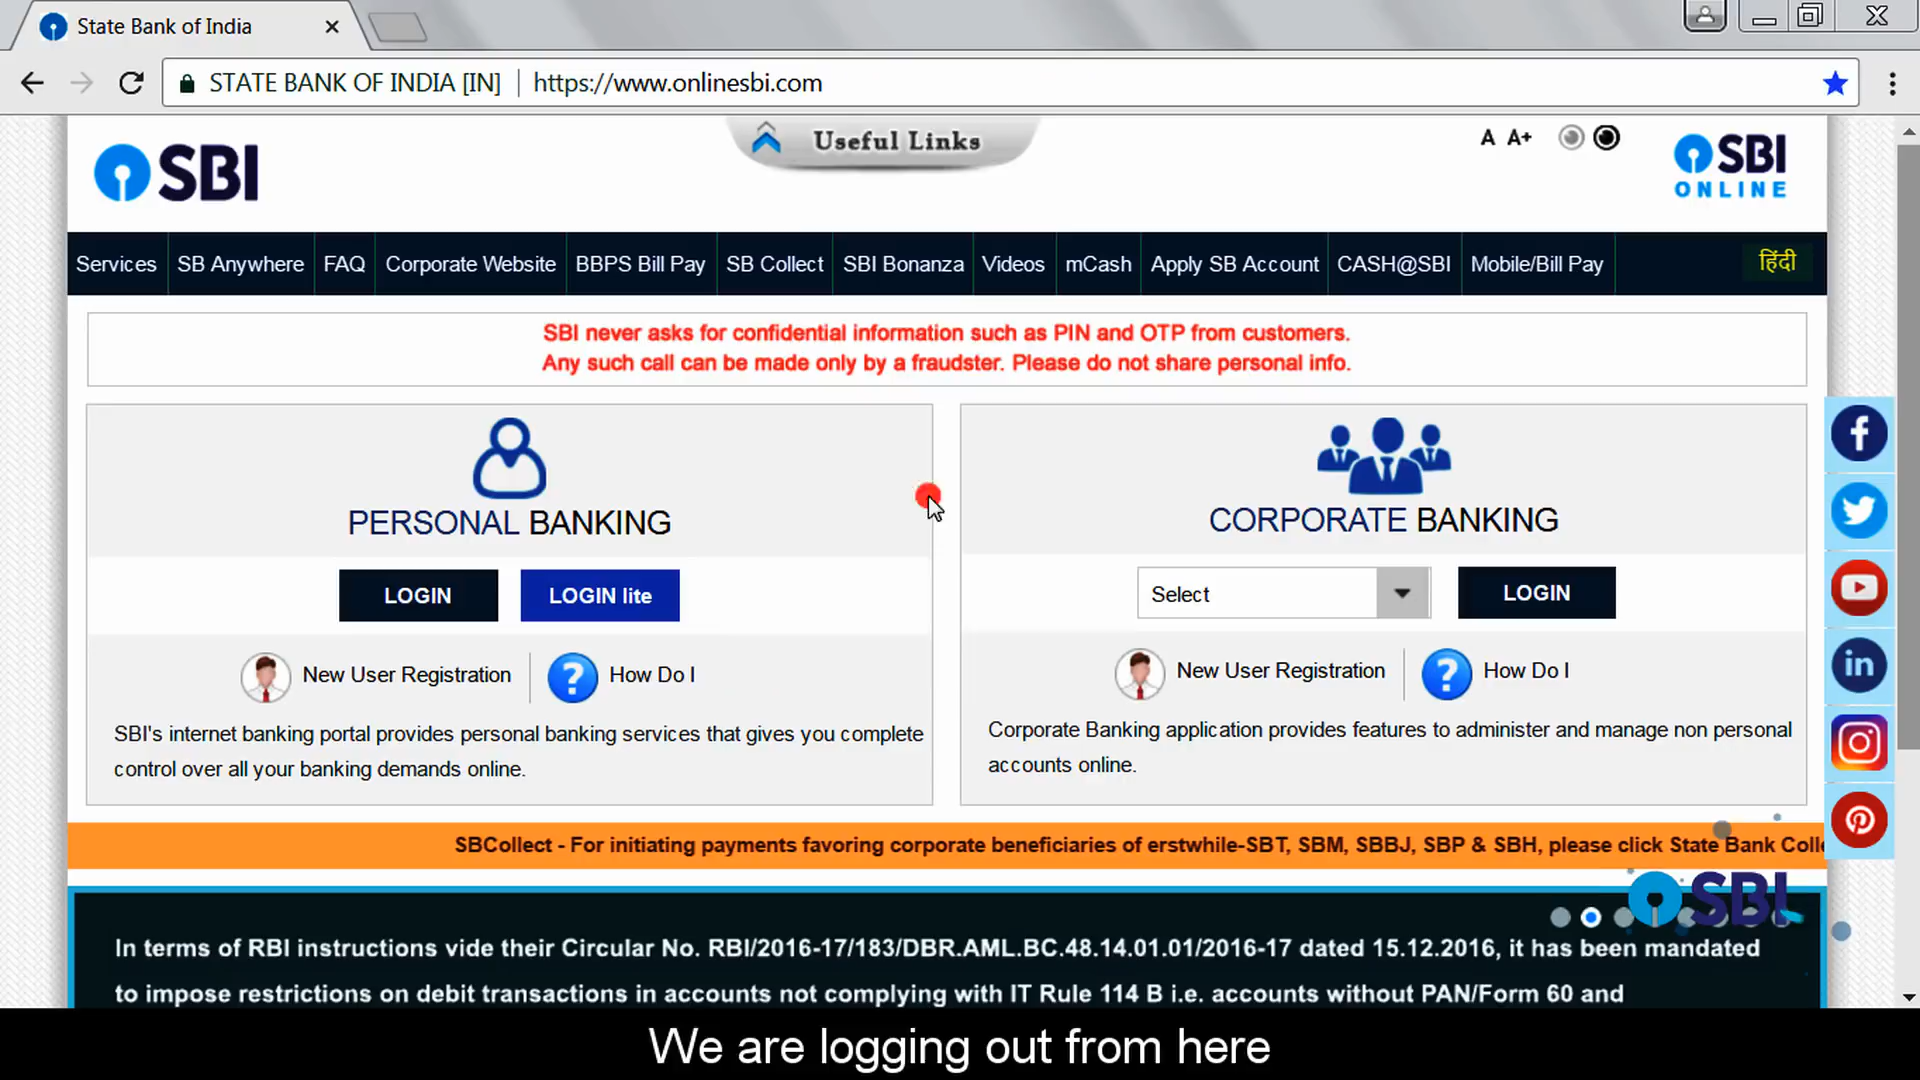 State Bank of India
STATE BANK OF INDIA [IN] https://www.onlinesbi.com
SBI
Useful Links
A A+
SBI
ONLINE
Services SB Anywhere FAQ Corporate Website BBPS Bill Pay SB Collect SBI Bonanza Videos mCash Apply SB Account CASH@SBI Mobile/Bill Pay हिंदी
SBI never asks for confidential information such as PIN and OTP from customers.
Any such call can be made only by a fraudster. Please do not share personal info.
PERSONAL BANKING
LOGIN LOGIN lite
New User Registration ? How Do I
SBI's internet banking portal provides personal banking services that gives you complete
control over all your banking demands online.
CORPORATE BANKING
Select LOGIN
New User Registration ? How Do I
Corporate Banking application provides features to administer and manage non personal
accounts online.
SBCollect - For initiating payments favoring corporate beneficiaries of erstwhile-SBT, SBM, SBBJ, SBP & SBH, please click State Bank Colle
SBI
In terms of RBI instructions vide their Circular No. RBI/2016-17/183/DBR.AML.BC.48.14.01.01/2016-17 dated 15.12.2016, it has been mandated
to impose restrictions on debit transactions in accounts not complying with IT Rule 114 B i.e. accounts without PAN/Form 60 and
We are logging out from here